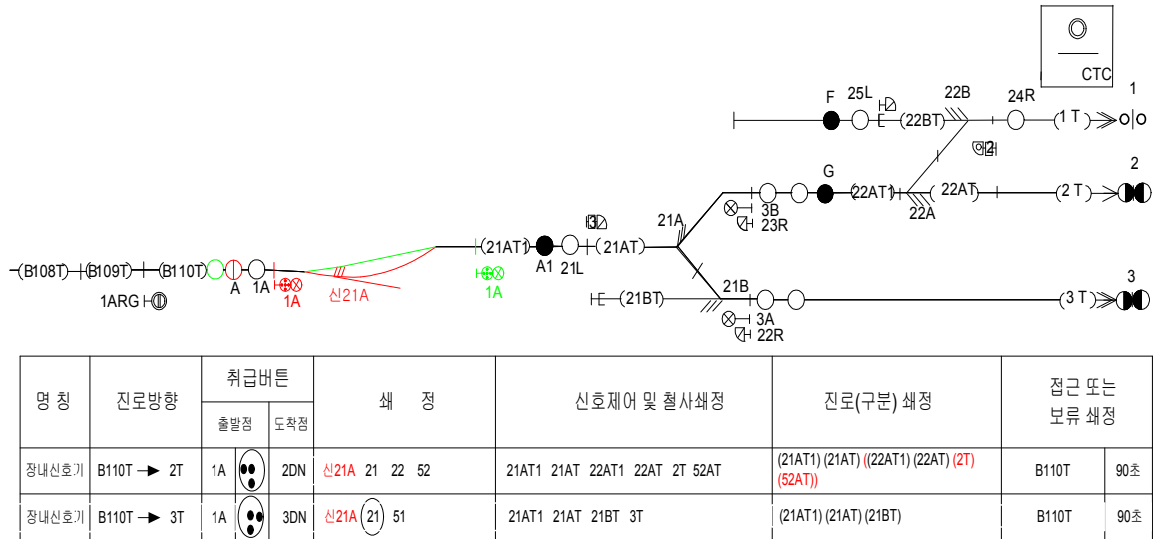 CTC
1
F 25L 22B 24R
(22BT) (1 T)
2
2
G
(22AT1) (22AT) (2 T)
22A
3B
23R
21A
3
(21AT1) (21AT)
A1 21L
(B108T) (B109T) (B110T)
A 1A
1ARG
1A 신21A 1A
21B 3
(21BT) (3 T)
3A
22R
명 칭 진로방향 취급버튼 쇄 정 신호제어 및 철사쇄정 진로(구분) 쇄정 접근 또는
보류 쇄정
출발점 도착점
장내신호기 B110T → 2T 1A 2DN 신21A 21 22 52 21AT1 21AT 22AT1 22AT 2T 52AT (21AT1) (21AT) ((22AT1) (22AT) (2T)
(52AT)) B110T 90초
장내신호기 B110T → 3T 1A 3DN 신21A 21 51 21AT1 21AT 21BT 3T (21AT1) (21AT) (21BT) B110T 90초